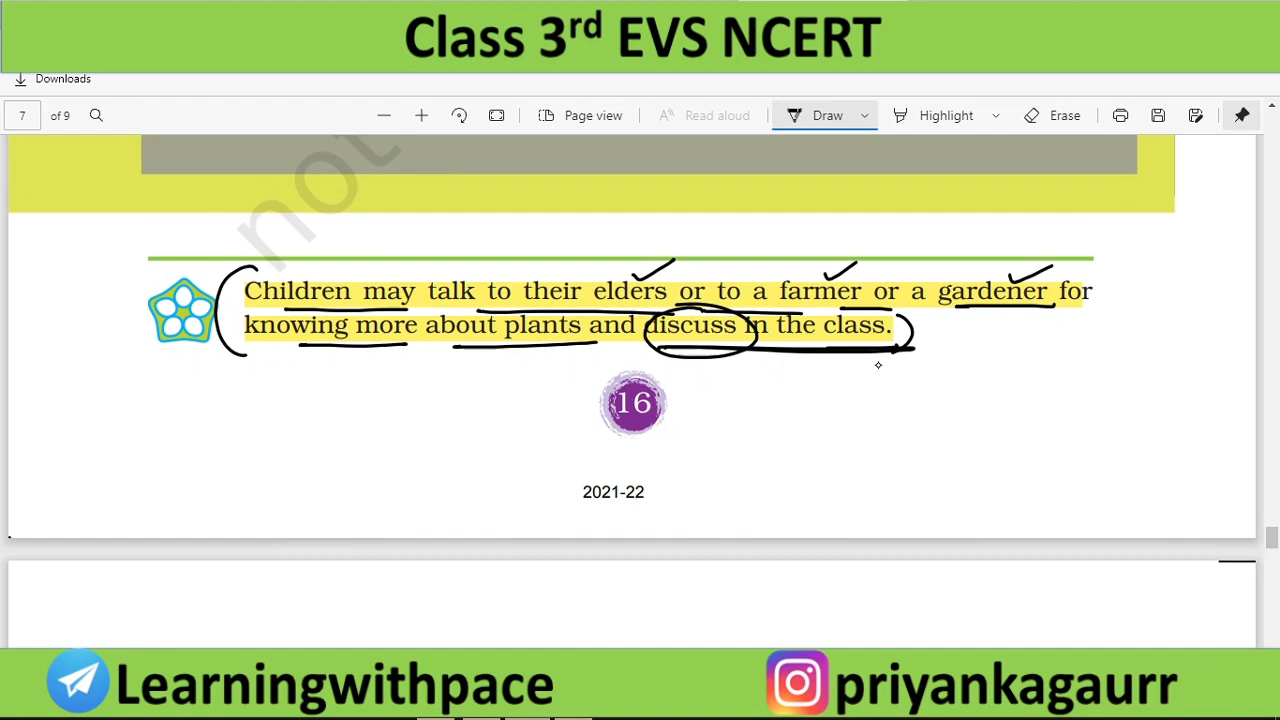 Class 3rd EVS NCERT
Downloads
7 of 9 Page view Read aloud Draw Highlight Erase
not
Children may talk to their elders or to a farmer or a gardener for
knowing more about plants and discuss in the class.
16
2021-22
Learningwithpace priyankagaurr